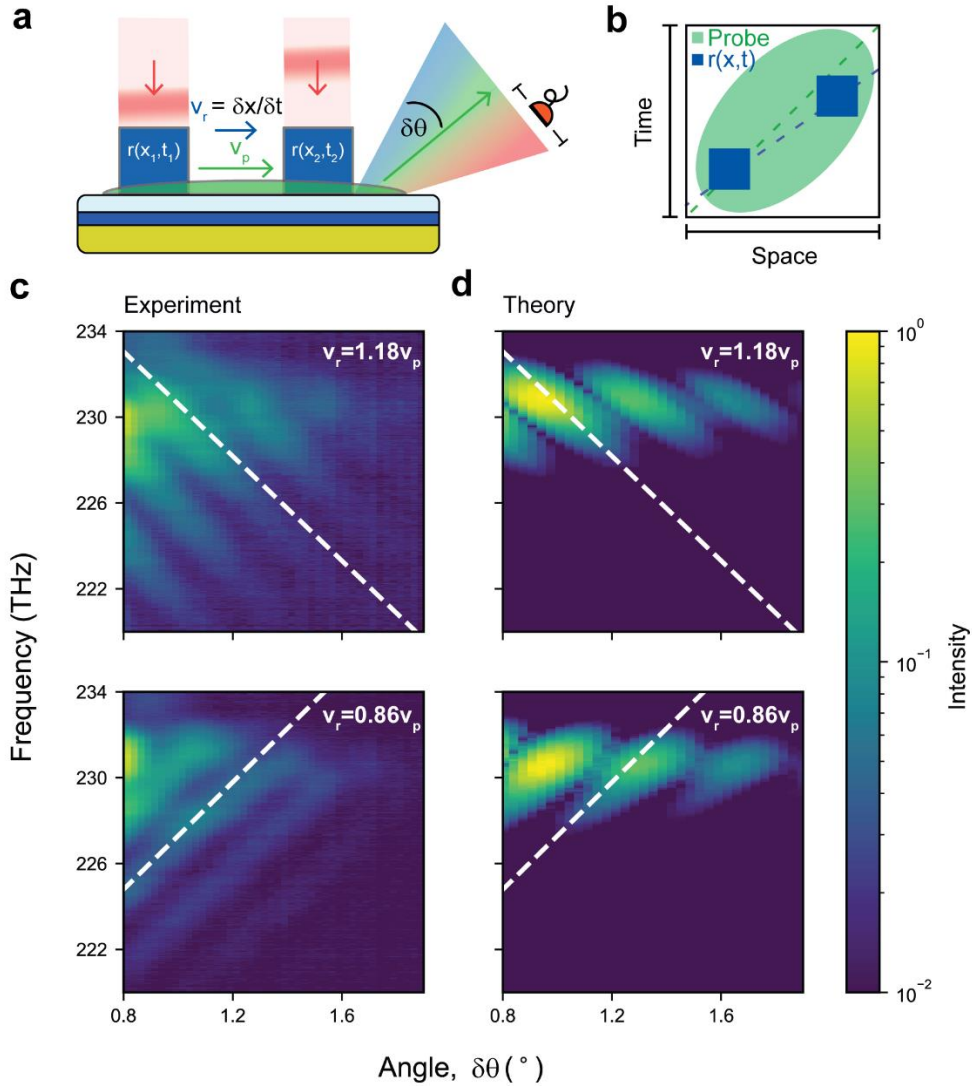 a
r(x₁,t₁)
vᵣ = δx/δt
vₚ
r(x₂,t₂)
δθ
b
Probe
r(x,t)
Time
Space
c
Experiment
d
Theory
234
230
226
222
vᵣ=1.18vₚ
vᵣ=1.18vₚ
234
230
226
222
vᵣ=0.86vₚ
vᵣ=0.86vₚ
0.8 1.2 1.6
0.8 1.2 1.6
Frequency (THz)
Angle, δθ(°)
10⁰
10⁻¹
10⁻²
Intensity